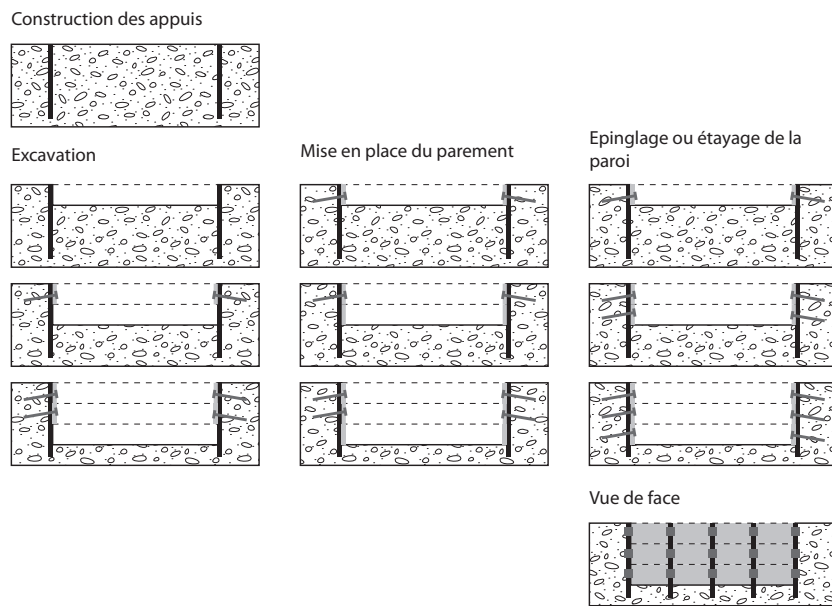 Construction des appuis
Excavation
Mise en place du parement
Epinglage ou étayage de la
paroi
Vue de face